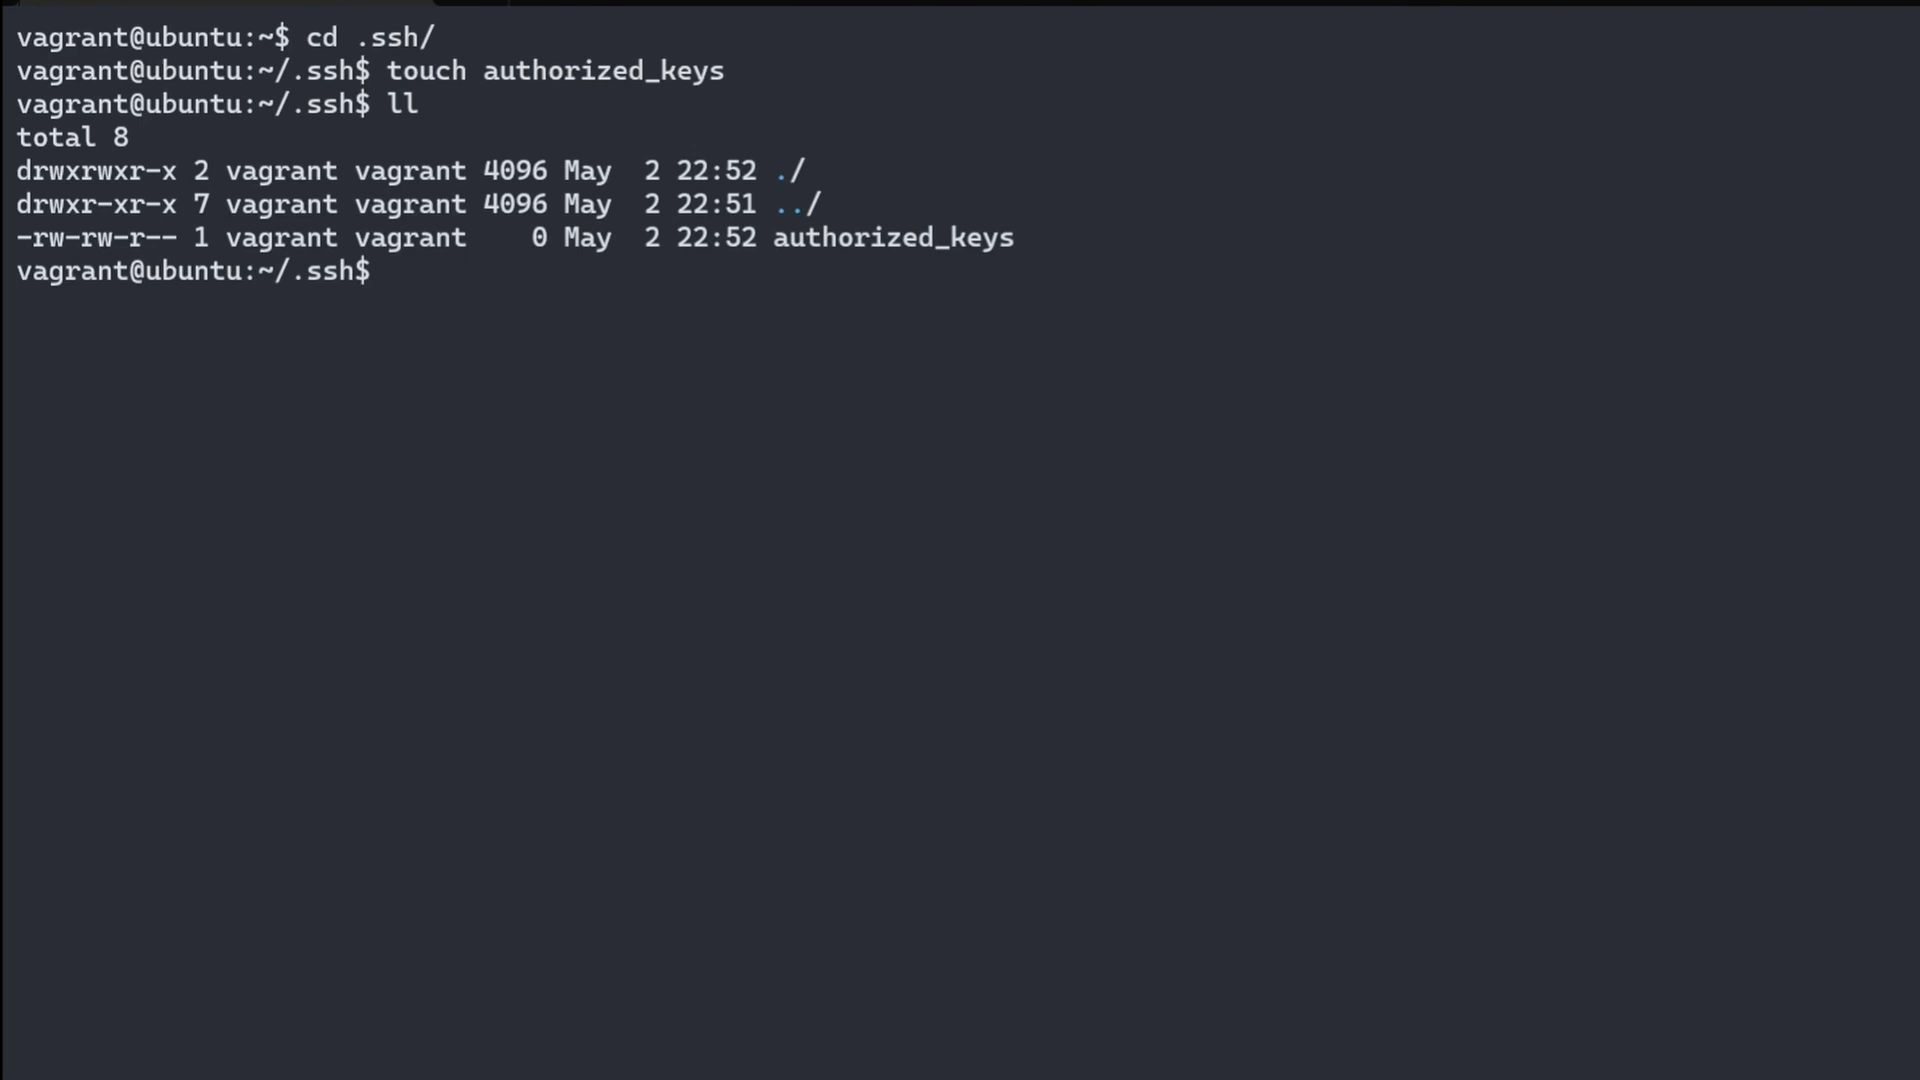 vagrant@ubuntu:~$ cd .ssh/
vagrant@ubuntu:~/.ssh$ touch authorized_keys
vagrant@ubuntu:~/.ssh$ ll
total 8
drwxrwxr-x 2 vagrant vagrant 4096 May  2 22:52 ./
drwxr-xr-x 7 vagrant vagrant 4096 May  2 22:51 ../
-rw-rw-r-- 1 vagrant vagrant    0 May  2 22:52 authorized_keys
vagrant@ubuntu:~/.ssh$